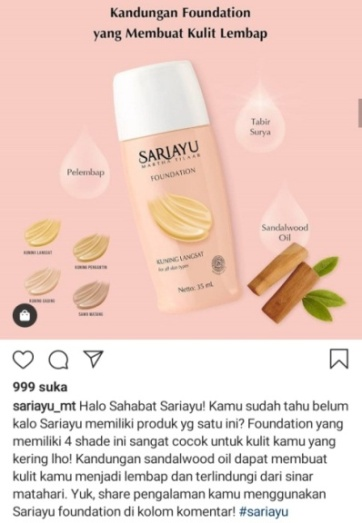 Kandungan Foundation
yang Membuat Kulit Lembap
Tabir
Surya
SARIAYU
MARTHA TILAAR
FOUNDATION
Pelembap
Sandalwood
Oil
KUNING LANGSAT
for all skin types
Netto: 35 mL
KUNING LANGSAT
KUNING PENGANTIN
KUNING GADING
SAWO MATANG
999 suka
sariayu_mt Halo Sahabat Sariayu! Kamu sudah tahu belum
kalo Sariayu memiliki produk yg satu ini? Foundation yang
memiliki 4 shade ini sangat cocok untuk kulit kamu yang
kering lho! Kandungan sandalwood oil dapat membuat
kulit kamu menjadi lembap dan terlindungi dari sinar
matahari. Yuk, share pengalaman kamu menggunakan
Sariayu foundation di kolom komentar! #sariayu